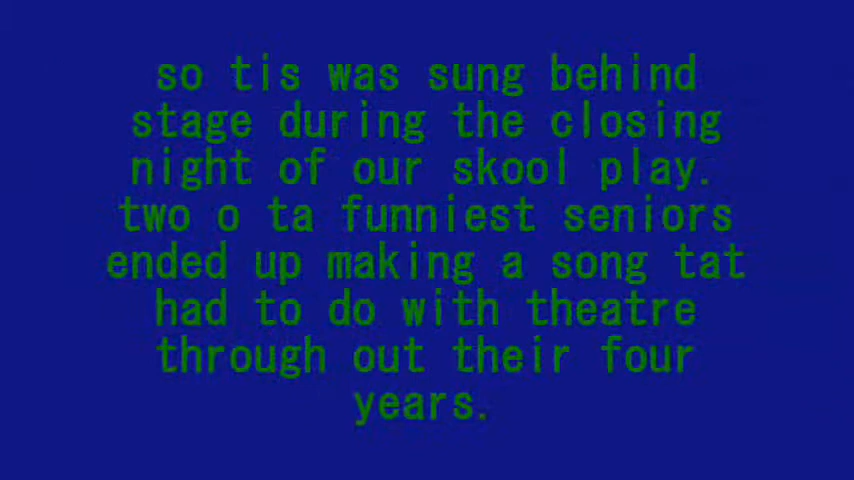 so tis was sung behind
stage during the closing
night of our skool play.
two o ta funniest seniors
ended up making a song tat
had to do with theatre
through out their four
years.